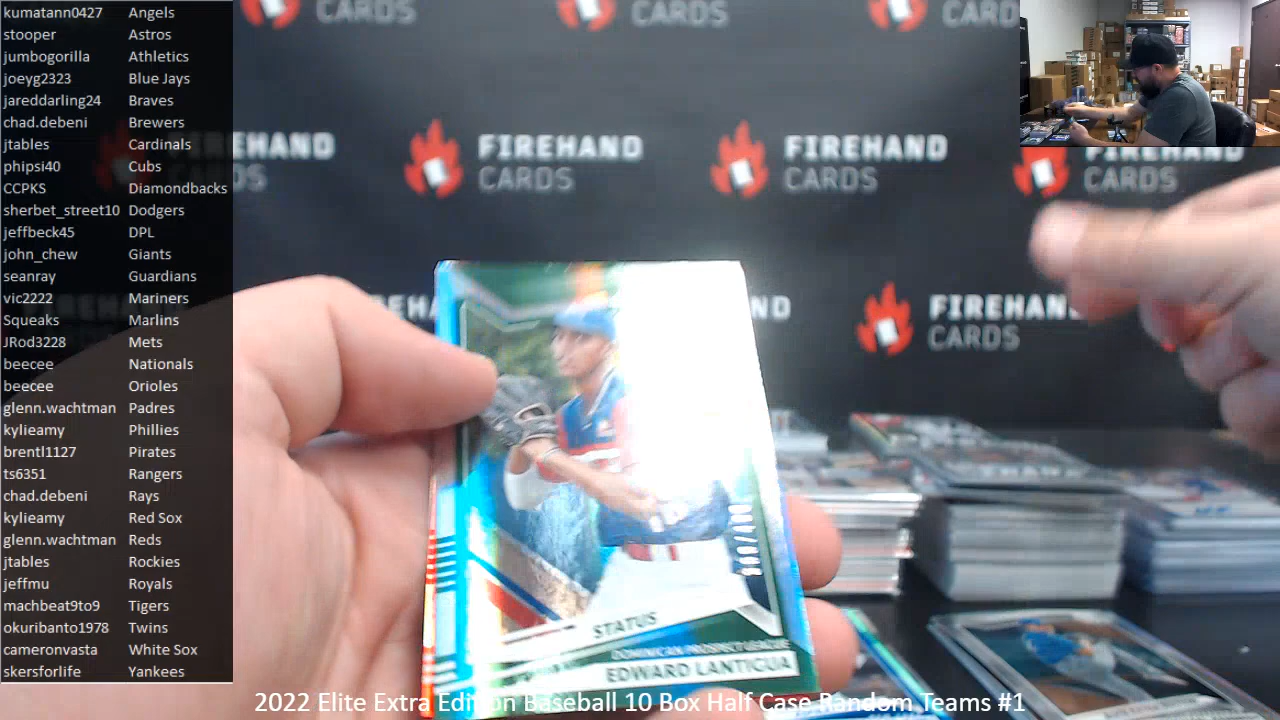 kumatann0427 Angels
stooper Astros
jumbogorilla Athletics
joeyg2323 Blue Jays
jareddarling24 Braves
chad.debeni Brewers
jtables Cardinals
phipsi40 Cubs
CCPKS Diamondbacks
sherbet_street10 Dodgers
jeffbeck45 DPL
john_chew Giants
seanray Guardians
vic2222 Mariners
Squeaks Marlins
JRod3228 Mets
beecee Nationals
beecee Orioles
glenn.wachtman Padres
kylieamy Phillies
brentl1127 Pirates
ts6351 Rangers
chad.debeni Rays
kylieamy Red Sox
glenn.wachtman Reds
jtables Rockies
jeffmu Royals
machbeat9to9 Tigers
okuribanto1978 Twins
cameronvasta White Sox
skersforlife Yankees
CARDS
CARDS
CARD
FIREHAND
CARDS
FIREHAND
CARDS
FIREHAND
CARDS
FIREHAND
CARDS
STATUS
DOMINICAN PROSPECT LEAGUE
EDWARD LANTIGUA
2022 Elite Extra Edition Baseball 10 Box Half Case Random Teams #1